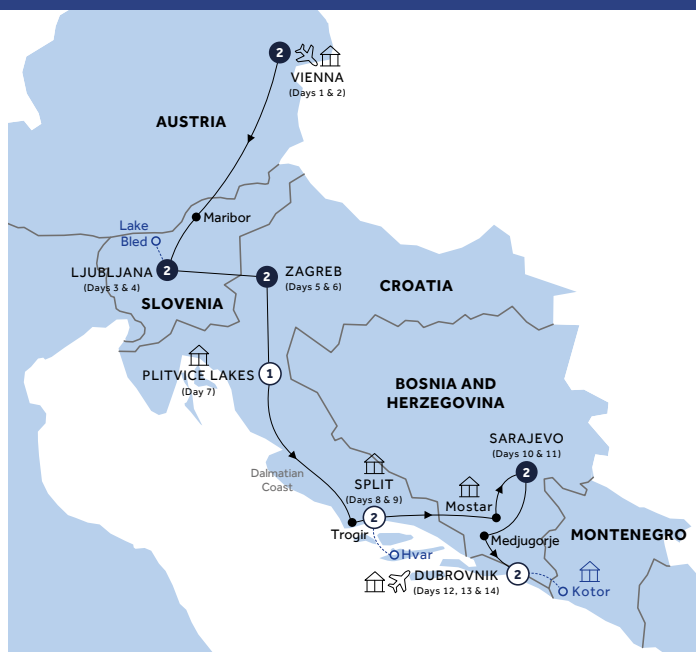 2
VIENNA
(Days 1 & 2)
AUSTRIA
Maribor
Lake
Bled
LJUBLJANA
2
(Days 3 & 4)
SLOVENIA
2
ZAGREB
(Days 5 & 6)
CROATIA
PLITVICE LAKES
1
(Day 7)
BOSNIA AND
HERZEGOVINA
SARAJEVO
(Days 10 & 11)
2
Dalmatian
Coast
SPLIT
(Days 8 & 9)
2
Mostar
Trogir
Medjugorje
MONTENEGRO
Hvar
DUBROVNIK
2
(Days 12, 13 & 14)
Kotor